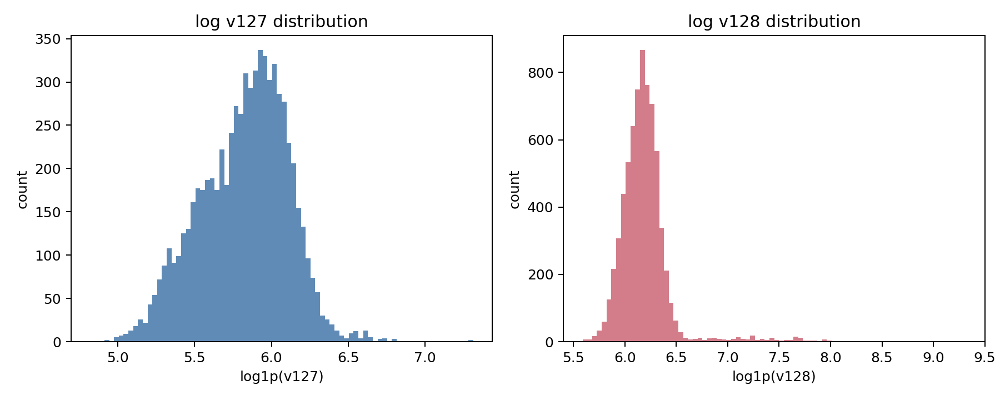 log v127 distribution
350
300
250
200
150
100
50
0
count
5.0 5.5 6.0 6.5 7.0
log1p(v127)
log v128 distribution
800
600
400
200
0
count
5.5 6.0 6.5 7.0 7.5 8.0 8.5 9.0 9.5
log1p(v128)